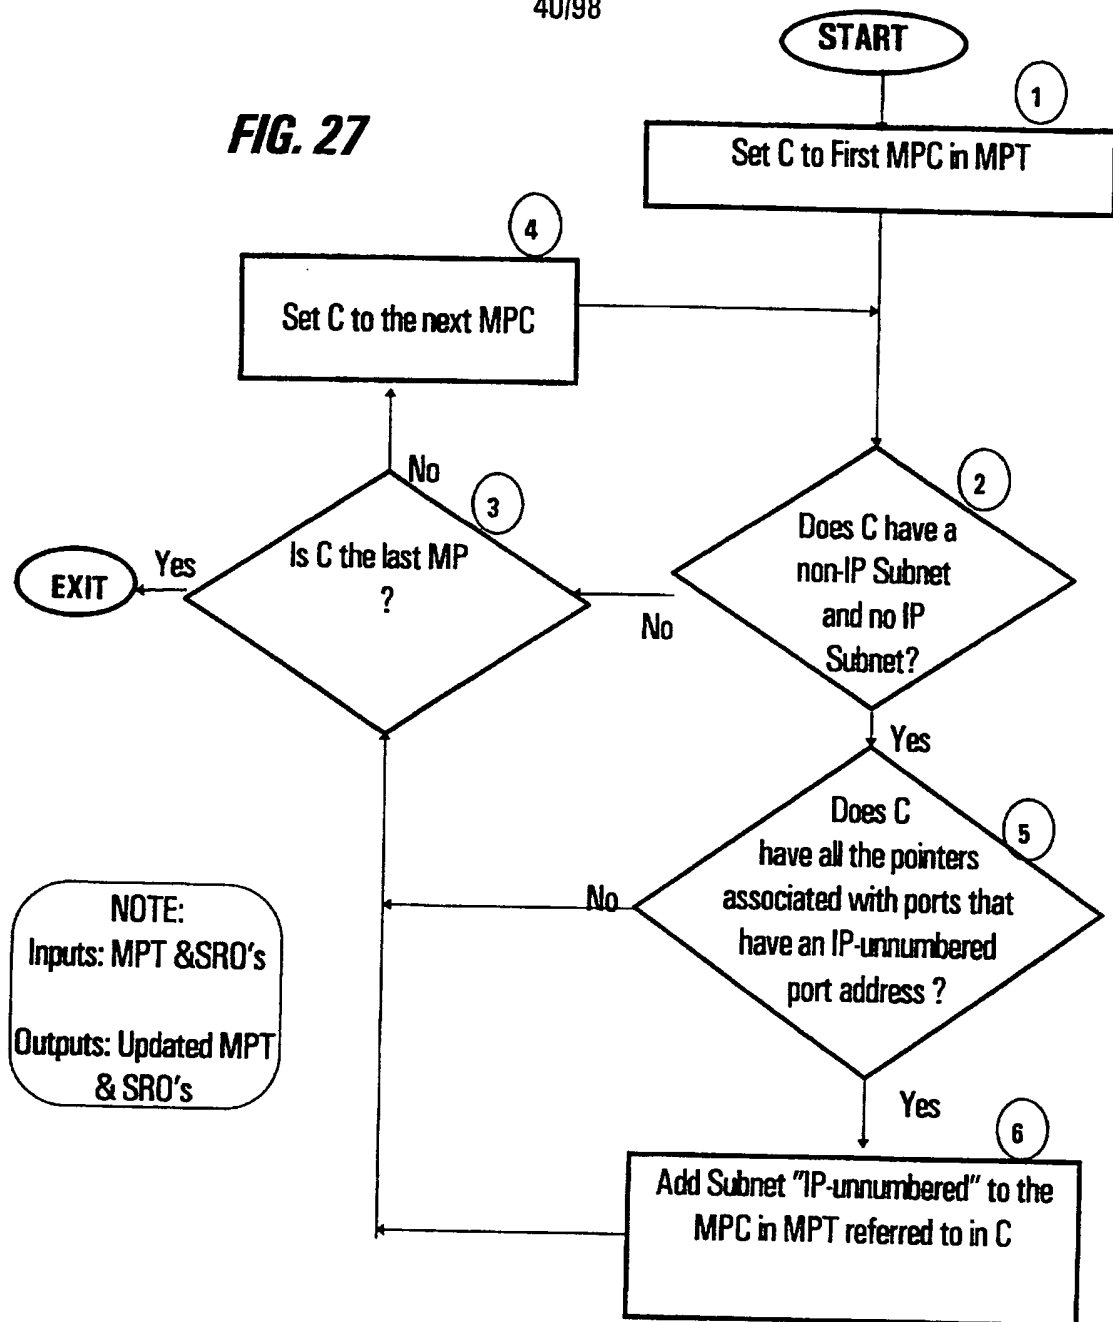 40/98
START
FIG. 27
1
Set C to First MPC in MPT
4
Set C to the next MPC
No
3
2
Is C the last MP
?
Yes
EXIT
Does C have a
non-IP Subnet
and no IP
Subnet?
No
Yes
Does C
have all the pointers
associated with ports that
have an IP-unnumbered
port address ?
5
No
NOTE:
Inputs: MPT &SRO's
Outputs: Updated MPT
& SRO's
Yes
6
Add Subnet "IP-unnumbered" to the
MPC in MPT referred to in C